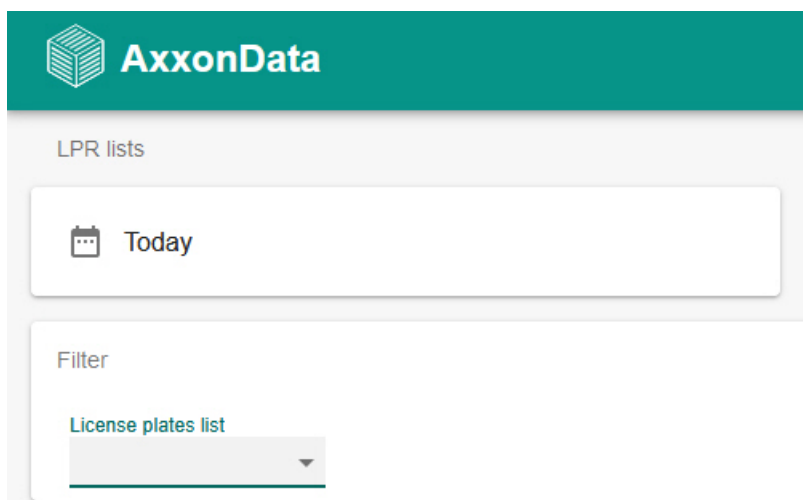 AxxonData
LPR lists
Today
Filter
License plates list